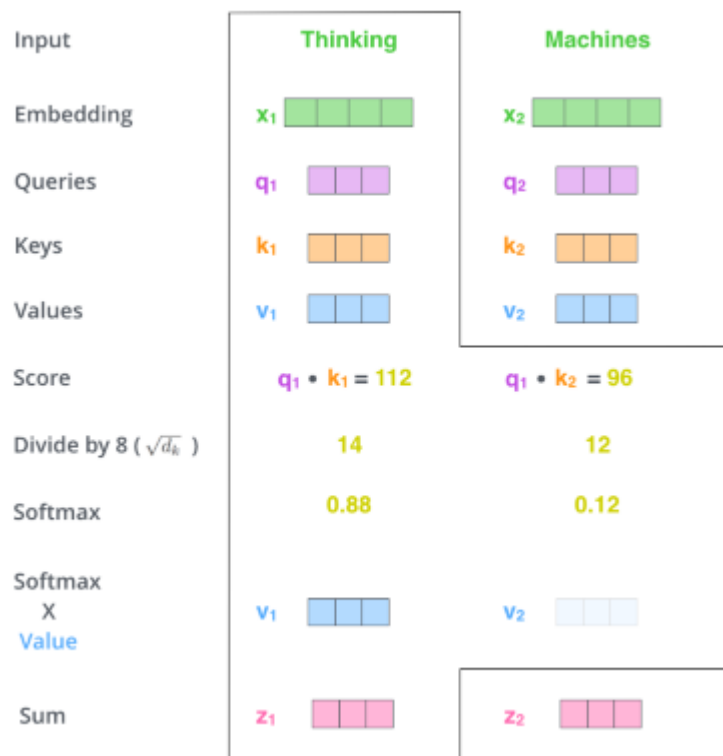 Input Thinking Machines
Embedding x₁ x₂
Queries q₁ q₂
Keys k₁ k₂
Values v₁ v₂
Score q₁ • k₁ = 112 q₁ • k₂ = 96
Divide by 8 ( √dₖ ) 14 12
Softmax 0.88 0.12
Softmax
X
Value v₁ v₂
Sum z₁ z₂